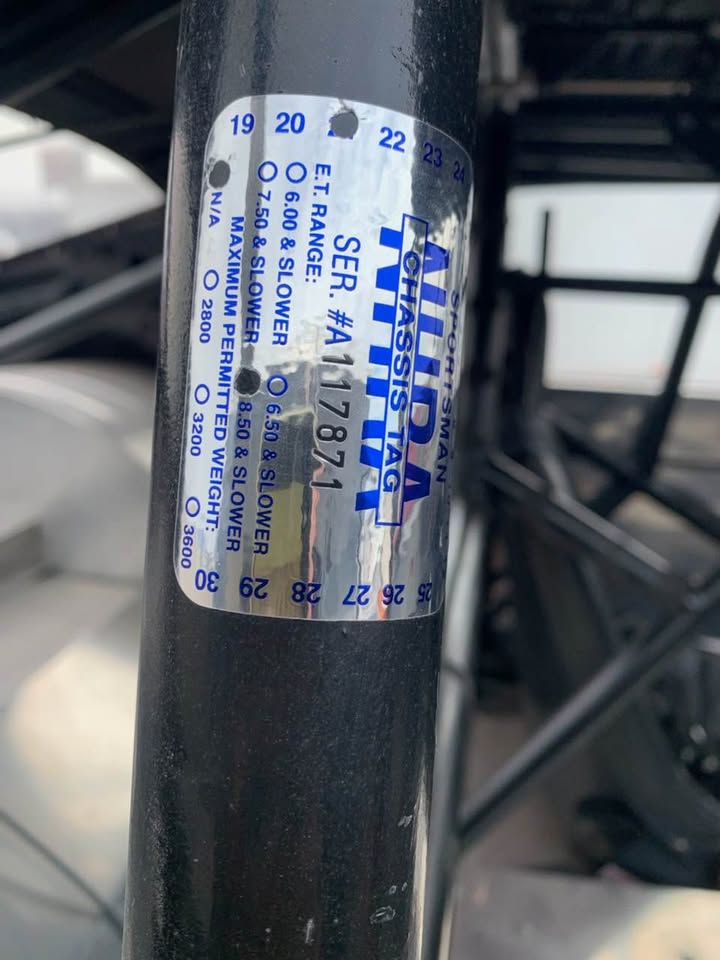 19 20 22 23 24
SPORTSMAN
NHRA
CHASSIS TAG
SER. #A117871
E.T. RANGE:
6.00 & SLOWER 6.50 & SLOWER
7.50 & SLOWER 8.50 & SLOWER
MAXIMUM PERMITTED WEIGHT:
N/A 2800 3200 3600
25 26 27 28 29 30